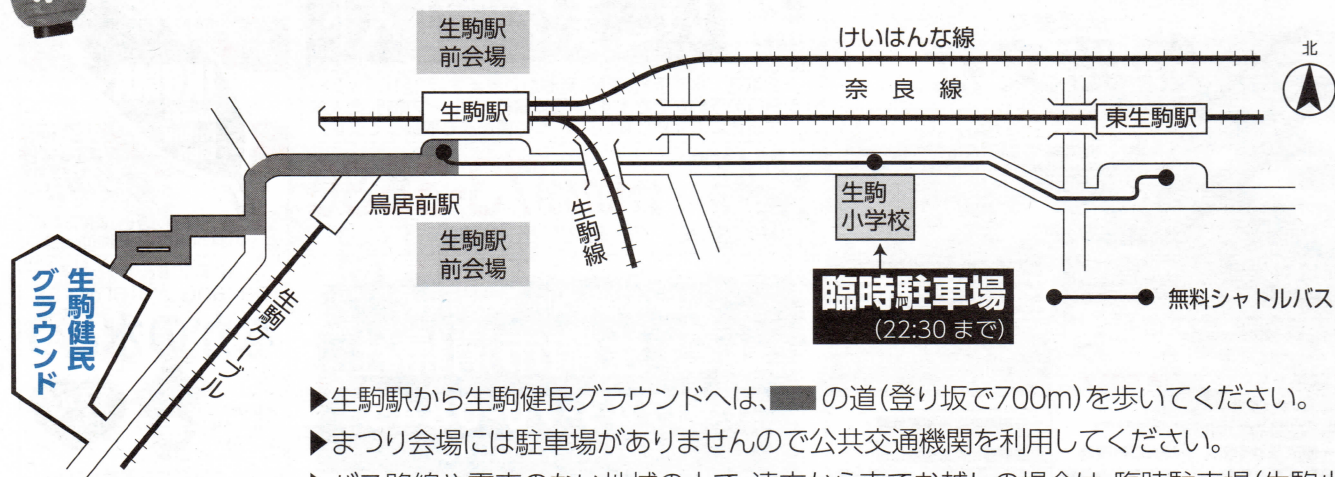 生駒駅
前会場
けいはんな線
北
奈良線
生駒駅
東生駒駅
鳥居前駅
生駒線
生駒
小学校
生駒駅
前会場
臨時駐車場
(22:30まで)
無料シャトルバス
生駒健民
グラウンド
生駒ケーブル
▶生駒駅から生駒健民グラウンドへは、の道(登り坂で700m)を歩いてください。
▶まつり会場には駐車場がありませんので公共交通機関を利用してください。